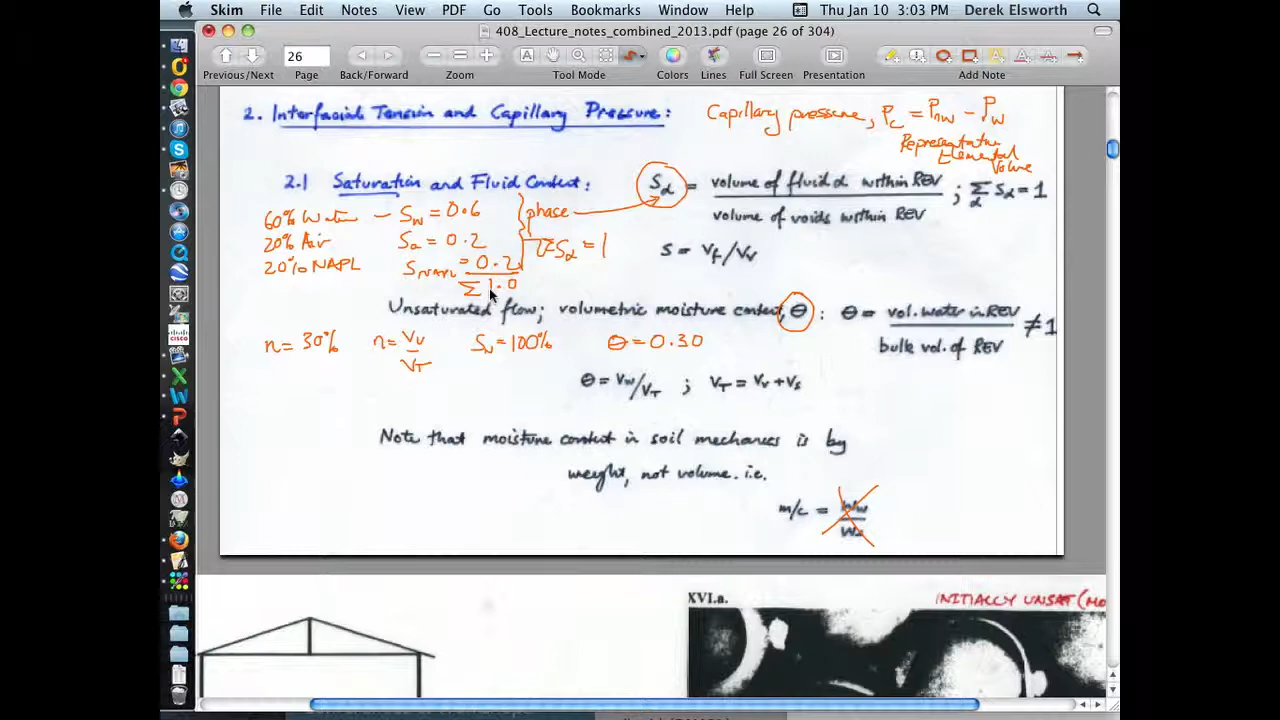 Skim File Edit Notes View PDF Go Tools Bookmarks Window Help Thu Jan 10 3:03 PM Derek Elsworth
408_Lecture_notes_combined_2013.pdf (page 26 of 304)
26
Previous/Next Page Back/Forward Zoom Tool Mode Colors Lines Full Screen Presentation Add Note
2. Interfacial Tension and Capillary Pressure: Capillary pressure, Pc = Pnw - Pw
Representative
Elemental
Volume
2.1 Saturation and Fluid Content: Sα = volume of fluid α within REV / volume of voids within REV ; Σα Sα = 1
60% Water - Sw = 0.6 phase
20% Air Sa = 0.2 ΣSα = 1
S = Vf/Vv
20% NAPL SNAPL = 0.2
Σ 1.0
Unsaturated flow; volumetric moisture content, θ : θ = vol. water in REV / bulk vol. of REV ≠ 1
n = 30% n = Vv/VT Sw = 100% θ = 0.30
θ = Vw/VT ; VT = Vv + Vs
Note that moisture content in soil mechanics is by
weight, not volume. i.e.
m/c = Ww/Ws
XVI.a. INITIALLY UNSAT